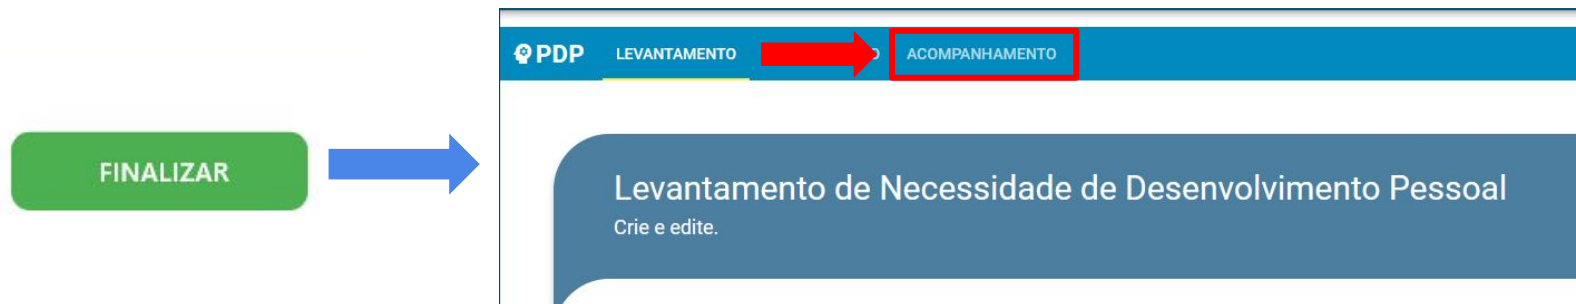 FINALIZAR
PDP LEVANTAMENTO ACOMPANHAMENTO
Levantamento de Necessidade de Desenvolvimento Pessoal
Crie e edite.